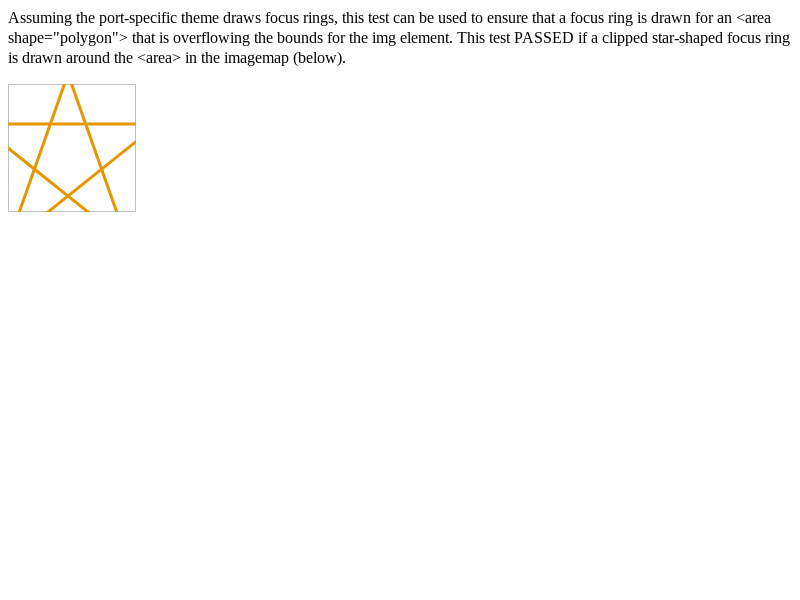 Assuming the port-specific theme draws focus rings, this test can be used to ensure that a focus ring is drawn for an <area
shape="polygon"> that is overflowing the bounds for the img element. This test PASSED if a clipped star-shaped focus ring
is drawn around the <area> in the imagemap (below).